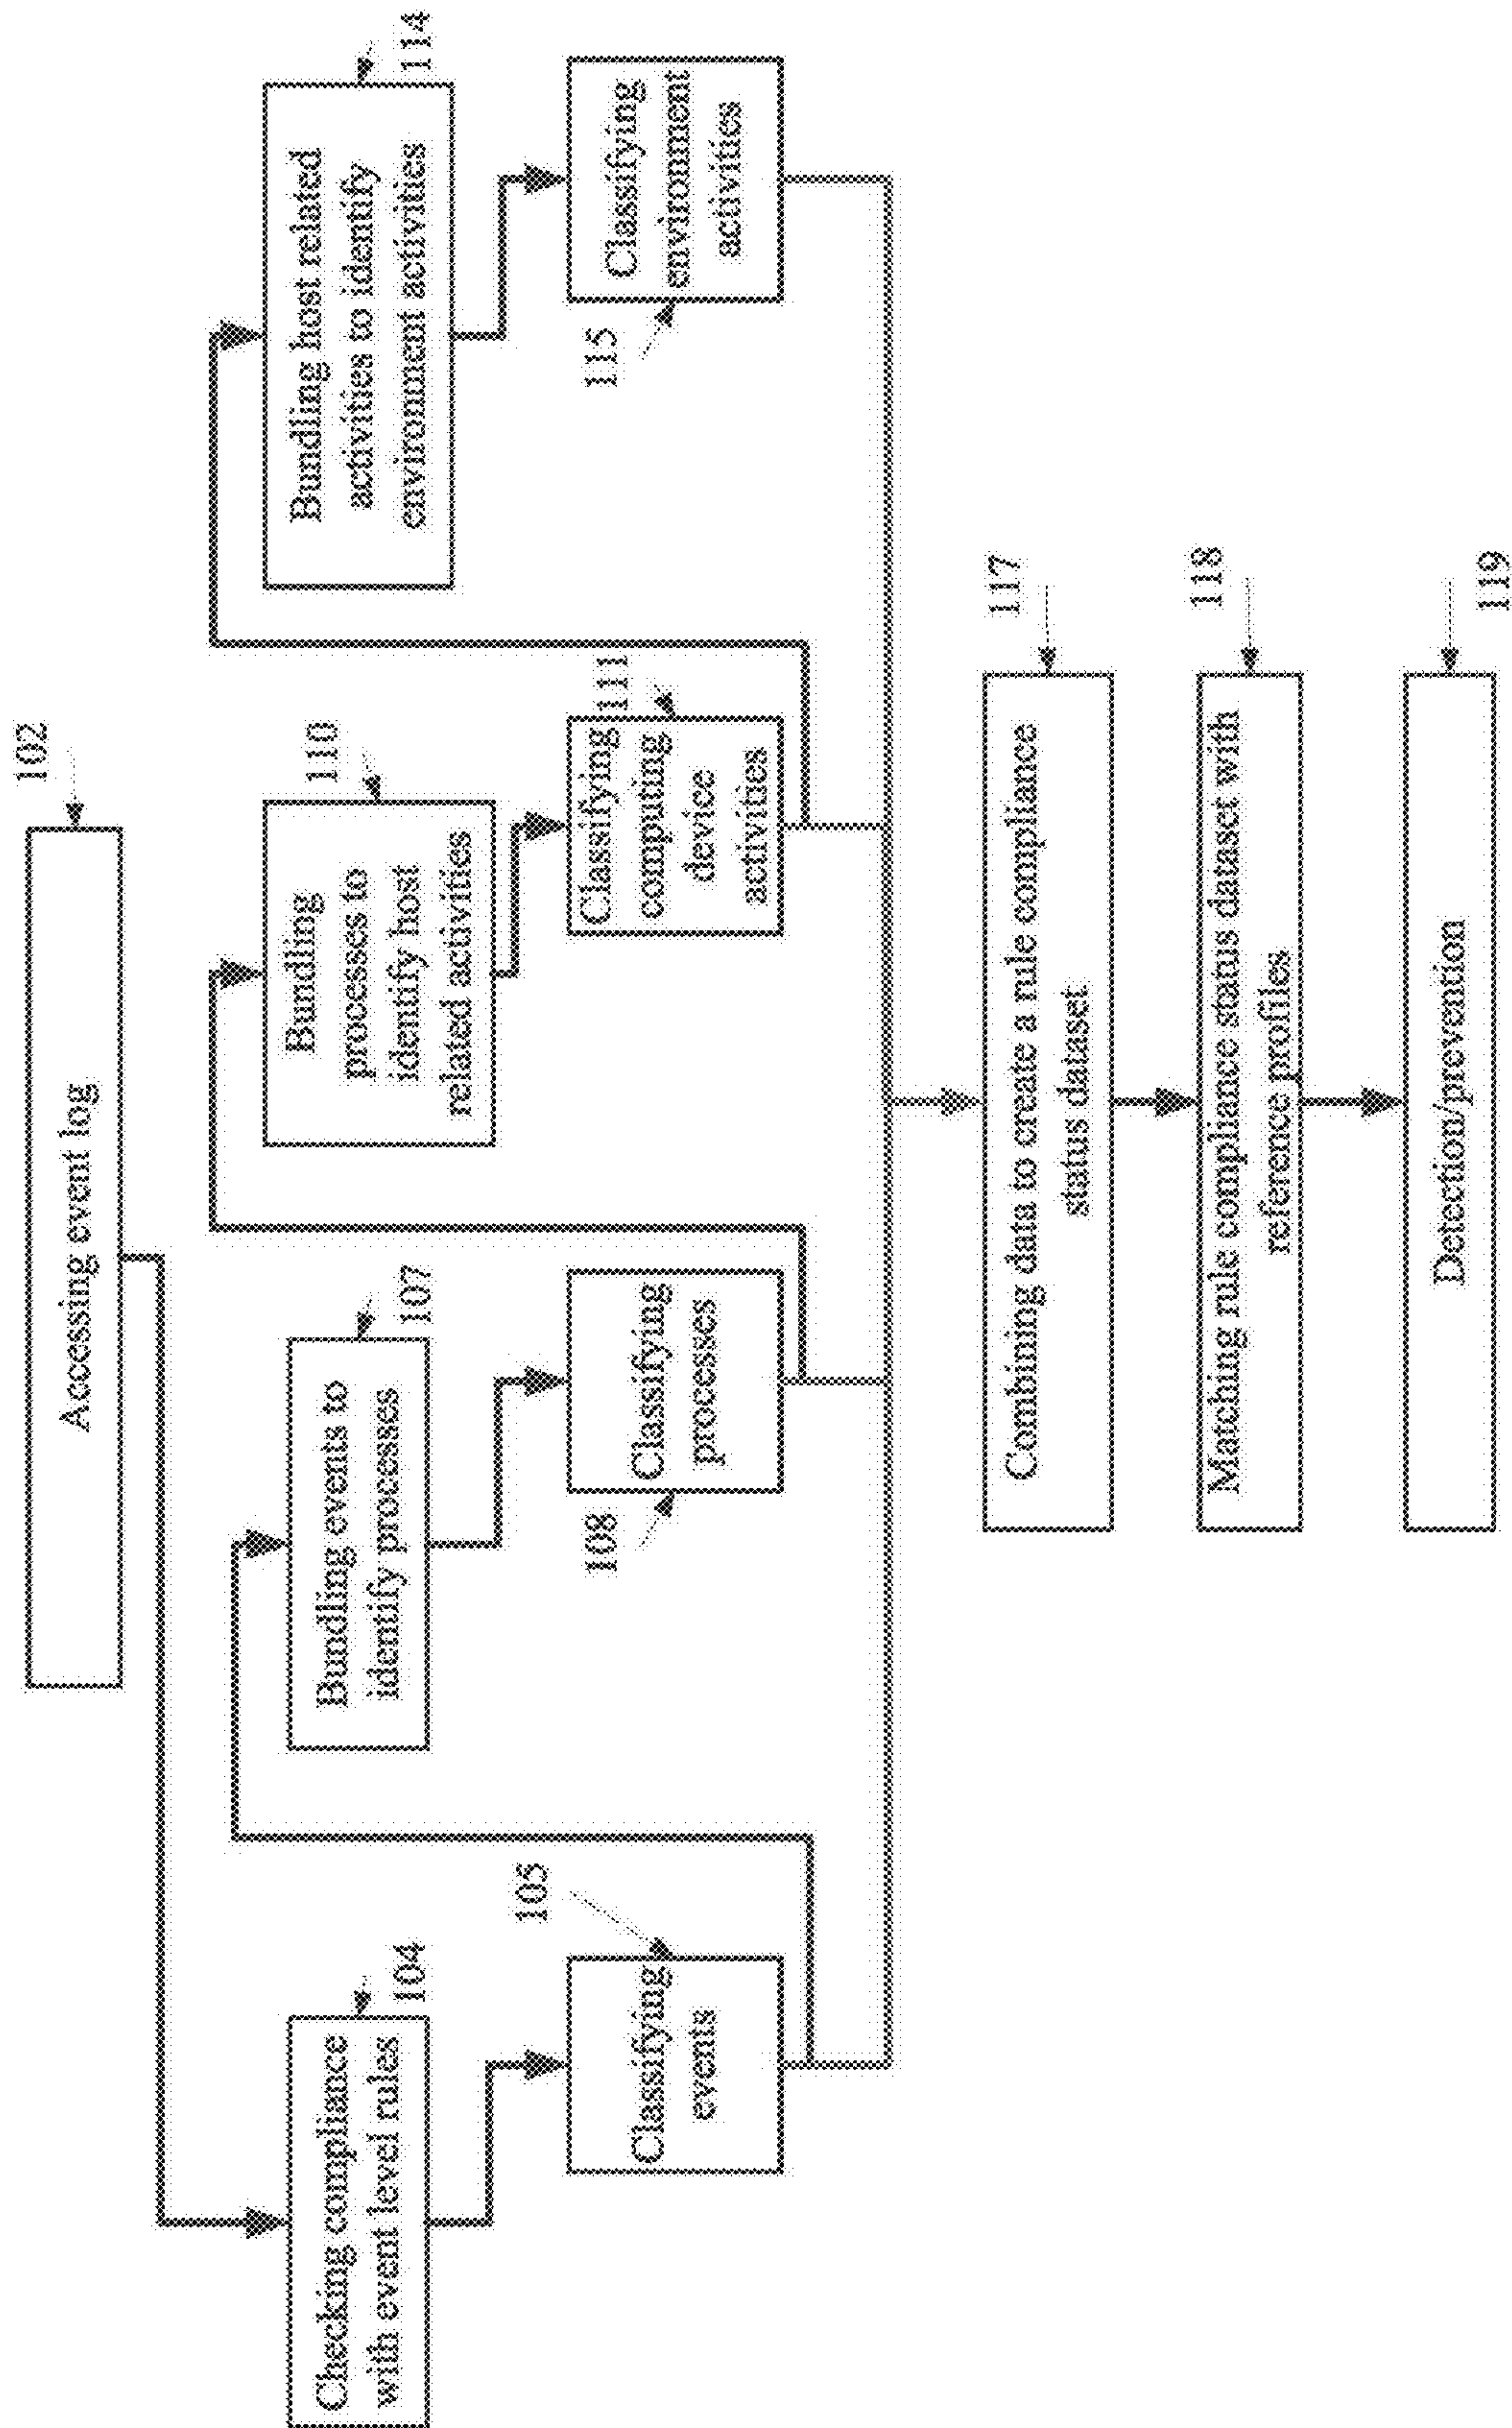 102
Accessing event log
104
Checking compliance
with event level rules
105
Classifying
events
107
Bundling events to
identify processes
108
Classifying
processes
110
Bundling
processes to
identify host
related activities
111
Classifying
computing
device
activities
114
Bundling host related
activities to identify
environment activities
115
Classifying
environment
activities
117
Combining data to create a rule compliance
status dataset
118
Matching rule compliance status dataset with
reference profiles
119
Detection/prevention